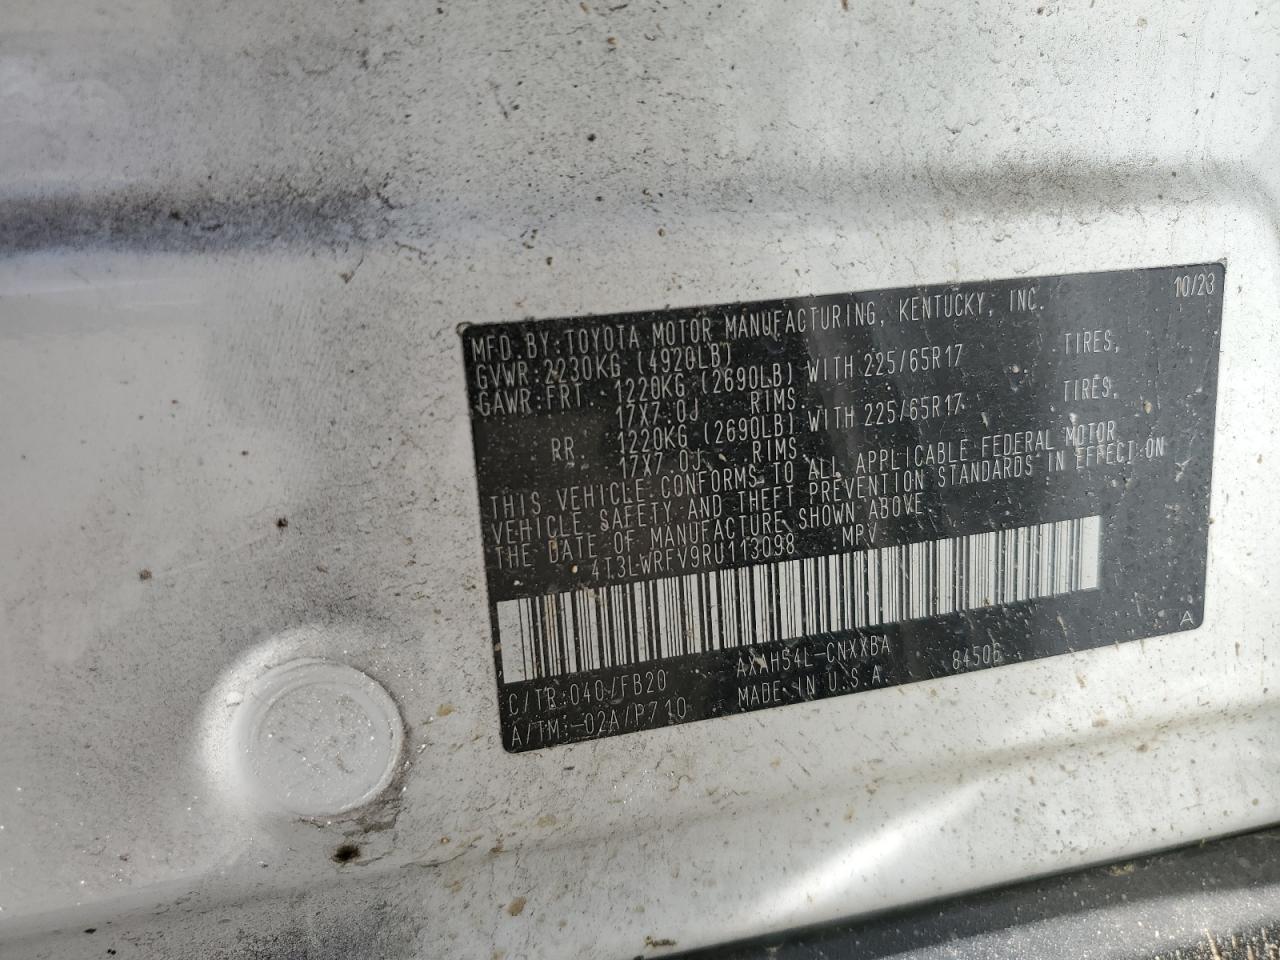 MFD. BY: TOYOTA MOTOR MANUFACTURING, KENTUCKY, INC. 10/23
GVWR: 2230KG (4920LB)
GAWR: FRT. 1220KG (2690LB) WITH 225/65R17 TIRES,
17X7.0J RIMS
RR. 1220KG (2690LB) WITH 225/65R17 TIRES,
17X7.0J RIMS
THIS VEHICLE CONFORMS TO ALL APPLICABLE FEDERAL MOTOR
VEHICLE SAFETY AND THEFT PREVENTION STANDARDS IN EFFECT ON
THE DATE OF MANUFACTURE SHOWN ABOVE.
4T3LWRFV9RU113098 MPV
C/TR: 040/FB20 AXAH54L-CNXXBA 84506
A/TM: -02A/P710 MADE IN U.S.A. A